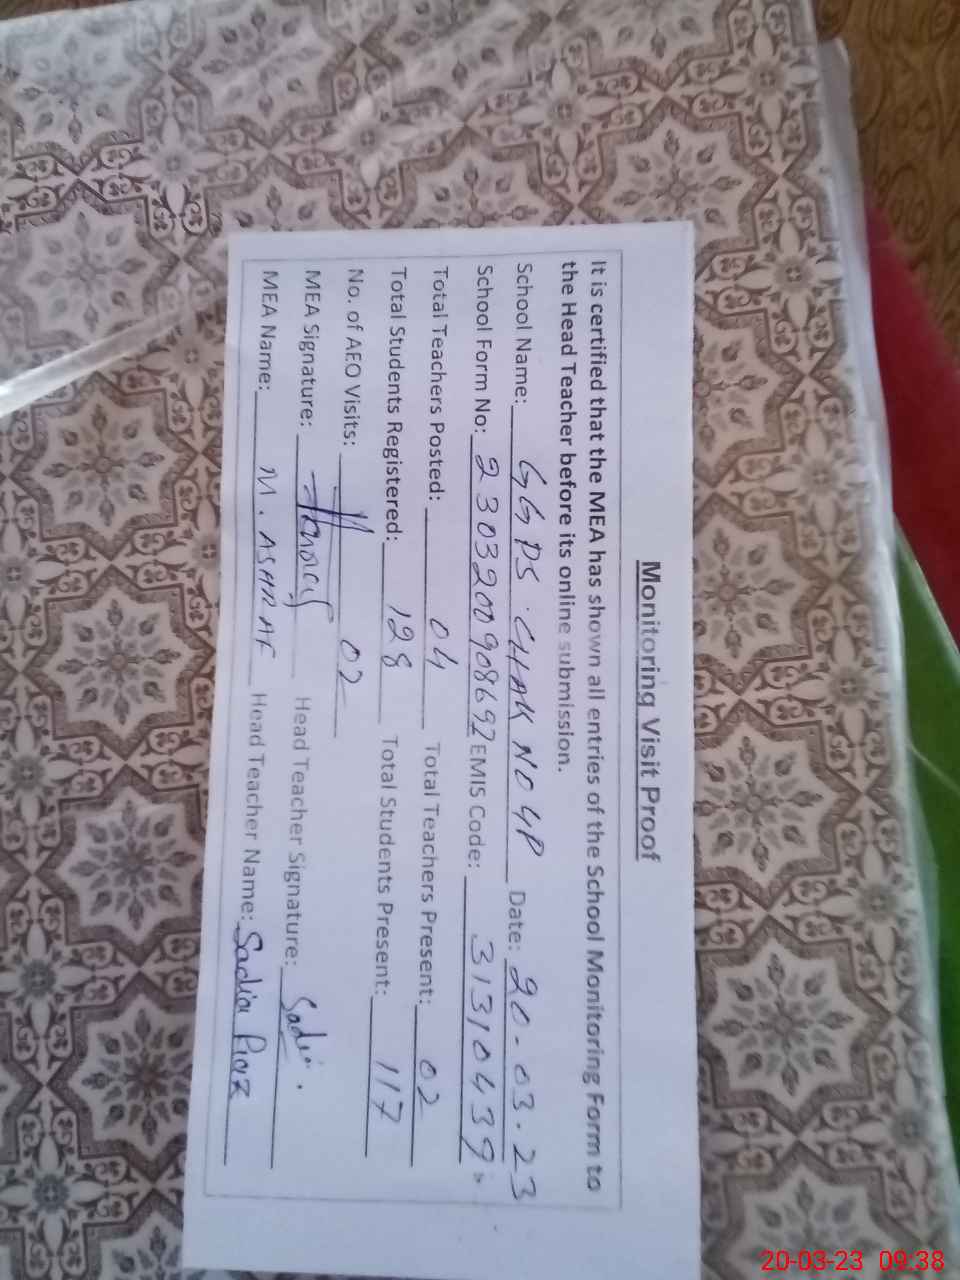 Monitoring Visit Proof
It is certified that the MEA has shown all entries of the School Monitoring Form to
the Head Teacher before its online submission.
School Name: GGPS. CHAK NO 4P Date: 20-03-23
School Form No: 2303200908692 EMIS Code: 31310439
Total Teachers Posted: 04 Total Teachers Present: 02
Total Students Registered: 128 Total Students Present: 117
No. of AEO Visits: 02
MEA Signature: Head Teacher Signature: Sadia
MEA Name: M. ASHRAF Head Teacher Name: Sadia Riaz
20-03-23 09:38